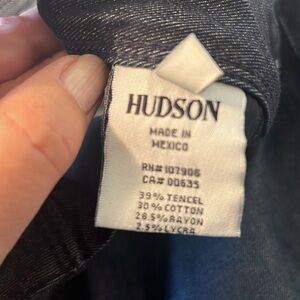 HUDSON
MADE IN
MEXICO
RN# 107906
CA# 00635
39% TENCEL
30% COTTON
28.5% RAYON
2.5% LYCRA